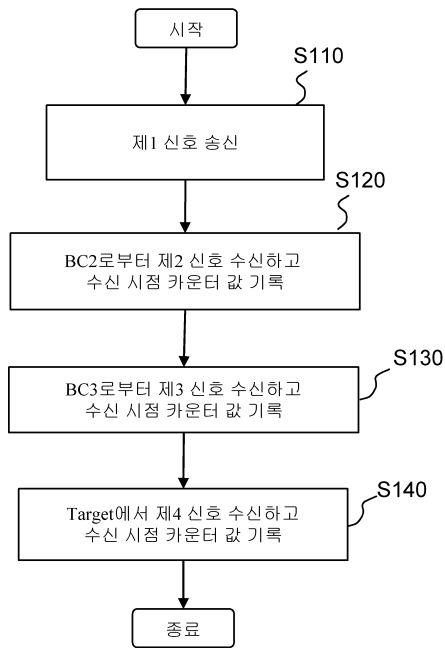 시작
S110
제1 신호 송신
S120
BC2로부터 제2 신호 수신하고
수신 시점 카운터 값 기록
S130
BC3로부터 제3 신호 수신하고
수신 시점 카운터 값 기록
S140
Target에서 제4 신호 수신하고
수신 시점 카운터 값 기록
종료